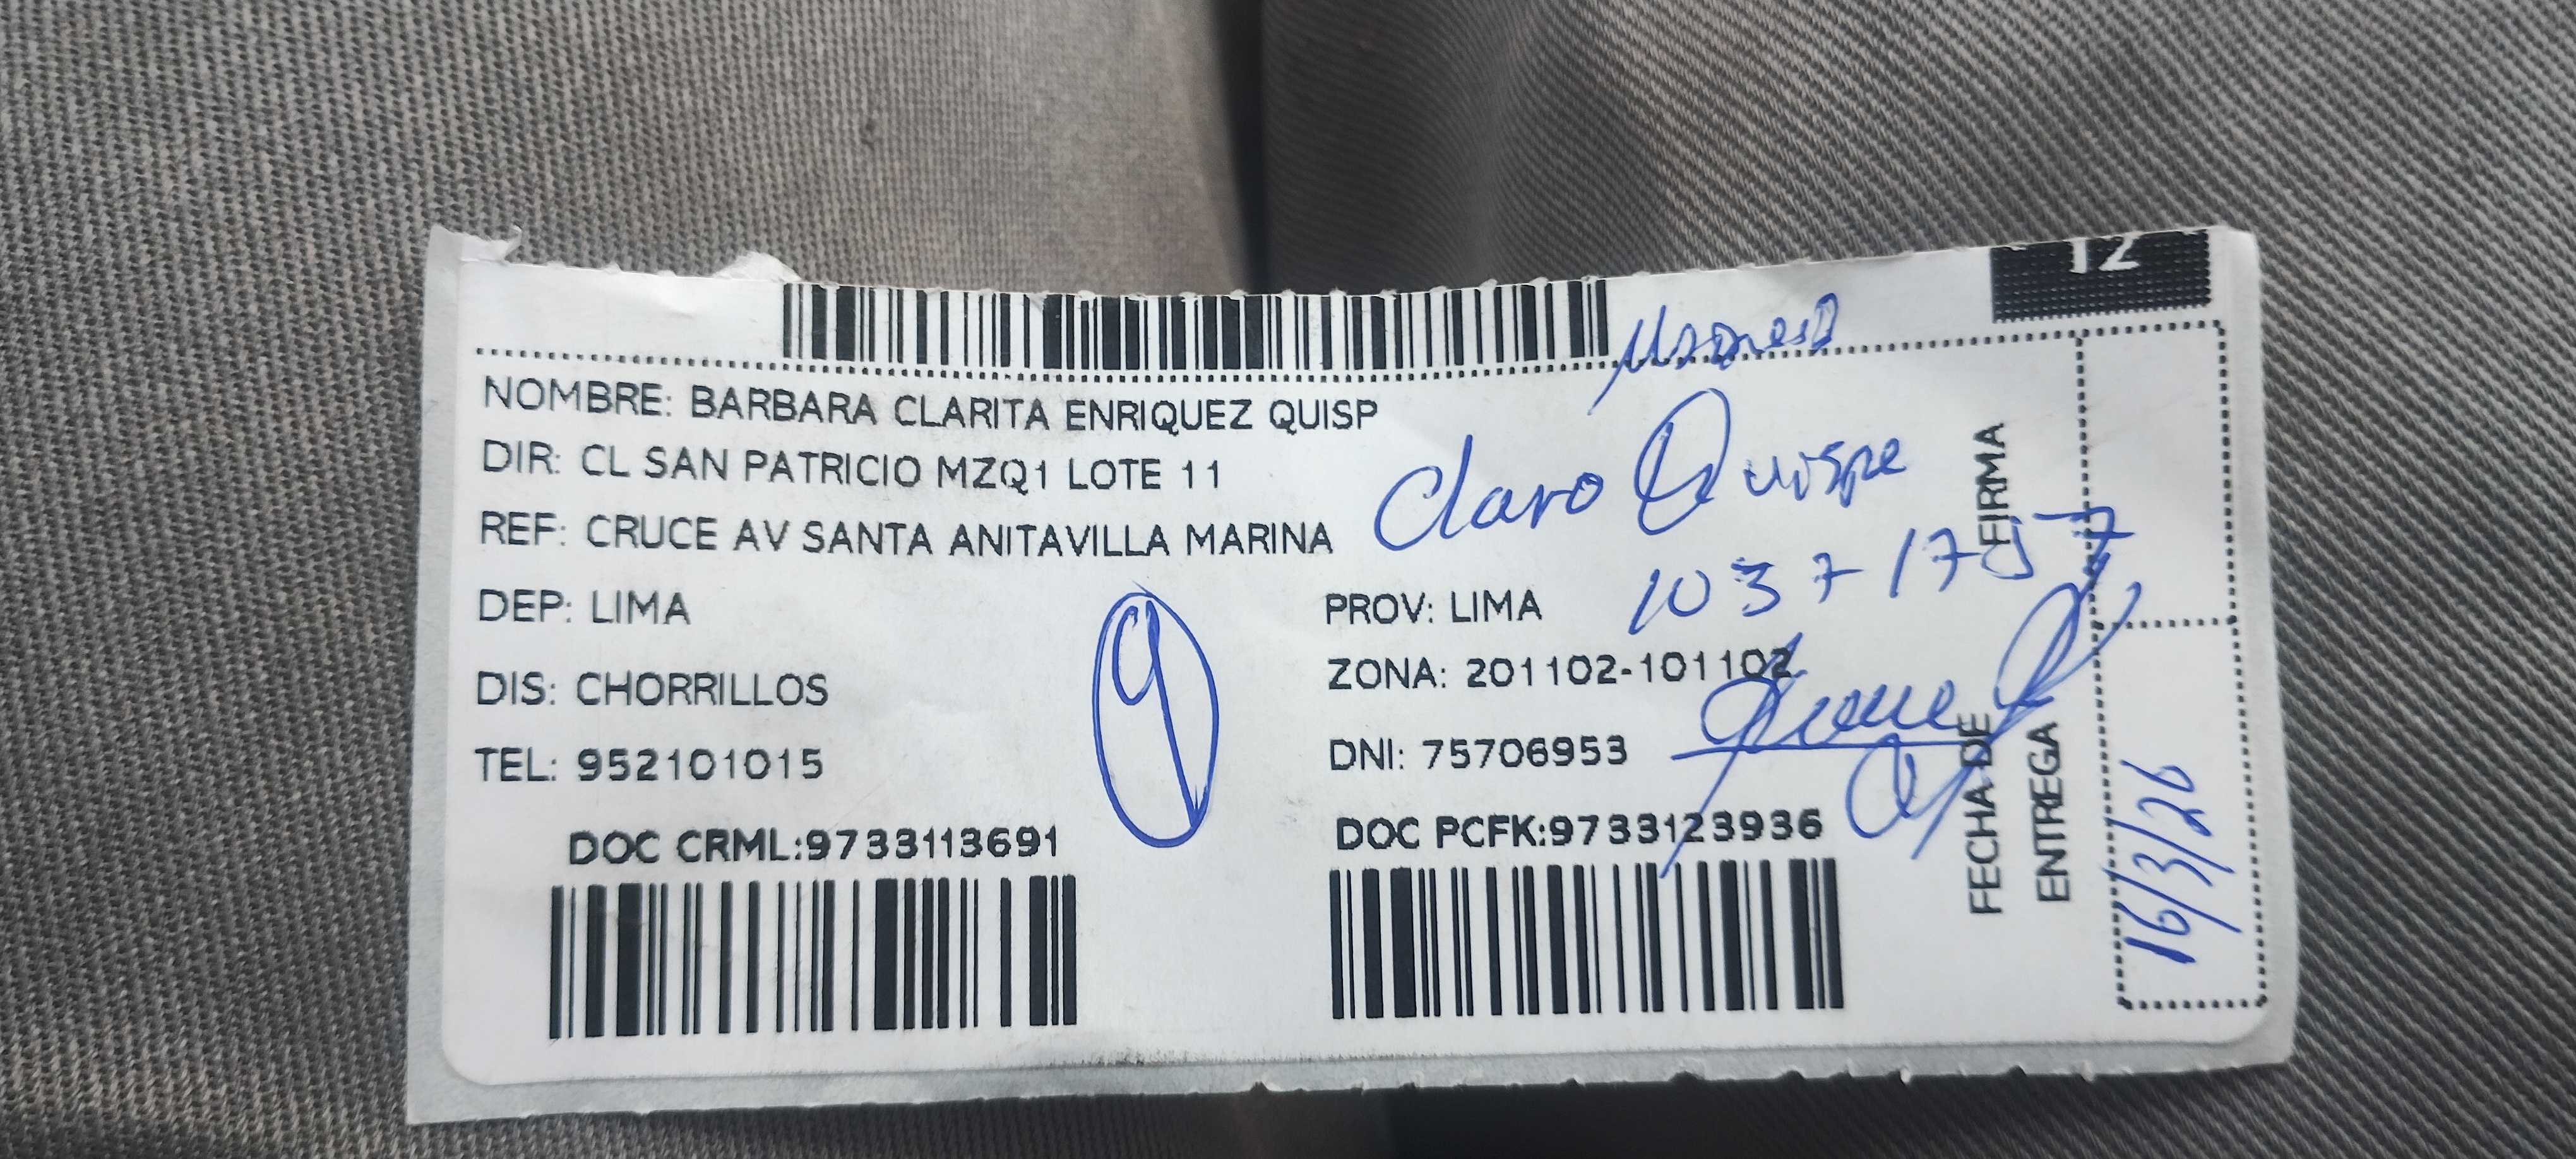 12
NOMBRE: BARBARA CLARITA ENRIQUEZ QUISP
DIR: CL SAN PATRICIO MZQ1 LOTE 11
Claro Quispe
REF: CRUCE AV SANTA ANITAVILLA MARINA
FIRMA
DEP: LIMA
PROV: LIMA
9
DIS: CHORRILLOS
ZONA: 201102-101102
TEL: 952101015
DNI: 75706953
FECHA DE
ENTREGA
16/3/26
DOC CRML:9733113691
DOC PCFK:9733123936